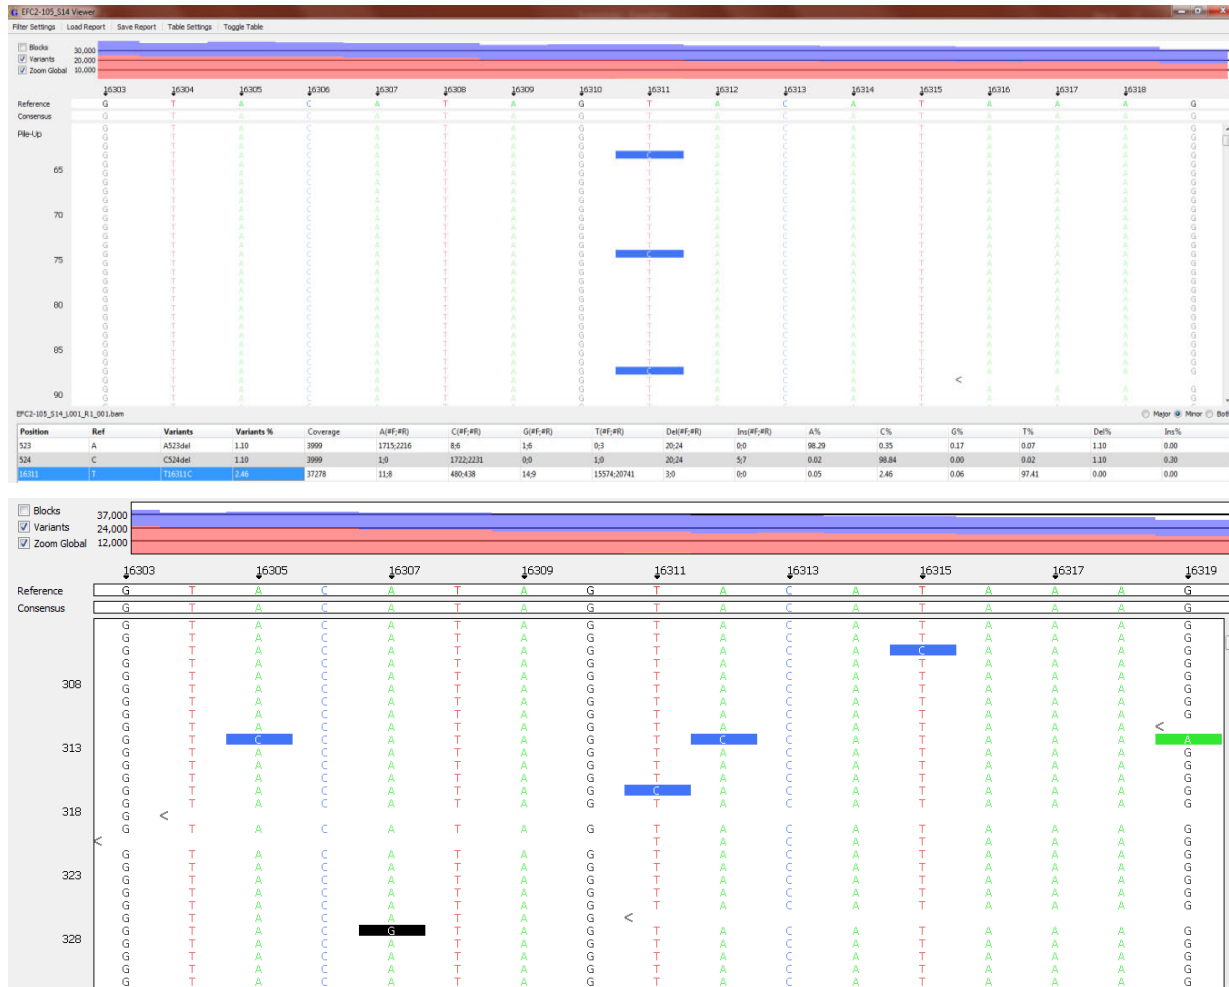 EFC2-105_S14 Viewer
Filter Settings Load Report Save Report Table Settings Toggle Table
Blocks
Variants
Zoom Global
30,000
20,000
10,000
16303 16304 16305 16306 16307 16308 16309 16310 16311 16312 16313 16314 16315 16316 16317 16318
Reference G T A C A T A G T A C A T A A A G
Consensus G T A C A T A G T A C A T A A A G
Pile-Up
G T A C A T A G T A C A T A A A G
G T A C A T A G T A C A T A A A G
G T A C A T A G T A C A T A A A G
G T A C A T A G C A C A T A A A G
G T A C A T A G T A C A T A A A G
65 G T A C A T A G T A C A T A A A G
G T A C A T A G T A C A T A A A G
G T A C A T A G T A C A T A A A G
G T A C A T A G T A C A T A A A G
G T A C A T A G T A C A T A A A G
70 G T A C A T A G T A C A T A A A G
G T A C A T A G T A C A T A A A G
G T A C A T A G T A C A T A A A G
G T A C A T A G T A C A T A A A G
G T A C A T A G C A C A T A A A G
75 G T A C A T A G T A C A T A A A G
G T A C A T A G T A C A T A A A G
G T A C A T A G T A C A T A A A G
G T A C A T A G T A C A T A A A G
G T A C A T A G T A C A T A A A G
80 G T A C A T A G T A C A T A A A G
G T A C A T A G T A C A T A A A G
G T A C A T A G T A C A T A A A G
G T A C A T A G T A C A T A A A G
G T A C A T A G T A C A T A A A G
85 G T A C A T A G T A C A T A A A G
G T A C A T A G T A C A T A A A G
G T A C A T A G C A C A T A A A G
G T A C A T A G T A C A T <
G T A C A T A G T A C A T A A A G
90 G T A C A T A G T A C A T A A A G
EFC2-105_S14_L001_R1_001.bam Major Minor Both
Position Ref Variants Variants % Coverage A(#F;#R) C(#F;#R) G(#F;#R) T(#F;#R) Del(#F;#R) Ins(#F;#R) A% C% G% T% Del% Ins%
523 A A523del 1.10 3999 1715;2216 8;6 1;6 0;3 20;24 0;0 98.29 0.35 0.17 0.07 1.10 0.00
524 C C524del 1.10 3999 1;0 1722;2231 0;0 1;0 20;24 5;7 0.02 98.84 0.00 0.02 1.10 0.30
16311 T T16311C 2.46 37278 11;8 480;438 14;9 15574;20741 3;0 0;0 0.05 2.46 0.06 97.41 0.00 0.00
Blocks
Variants
Zoom Global
37,000
24,000
12,000
16303 16305 16307 16309 16311 16313 16315 16317 16319
Reference G T A C A T A G T A C A T A A A G
Consensus G T A C A T A G T A C A T A A A G
G T A C A T A G T A C A T A A A G
G T A C A T A G T A C A T A A A G
G T A C A T A G T A C A C A A A G
G T A C A T A G T A C A T A A A G
G T A C A T A G T A C A T A A A G
308 G T A C A T A G T A C A T A A A G
G T A C A T A G T A C A T A A A G
G T A C A T A G T A C A T A A A G
G T A C A T A G T A C A T A A A <
G T C C A T A G T C C A T A A A A
313 G T A C A T A G T A C A T A A A G
G T A C A T A G T A C A T A A A G
G T A C A T A G T A C A T A A A G
G T A C A T A G C A C A T A A A G
G T A C A T A G T A C A T A A A G
318 G <
G T A C A T A G T A C A T A A A G
< T A C A T A A A G
G T A C A T A G T A C A T A A A G
G T A C A T A G T A C A T A A A G
323 G T A C A T A G T A C A T A A A G
G T A C A T A G T A C A T A A A G
G T A C A T A G T A C A T A A A G
G T A C A T A G <
G T A C G T A G T A C A T A A A G
328 G T A C A T A G T A C A T A A A G
G T A C A T A G T A C A T A A A G
G T A C A T A G T A C A T A A A G
G T A C A T A G T A C A T A A A G